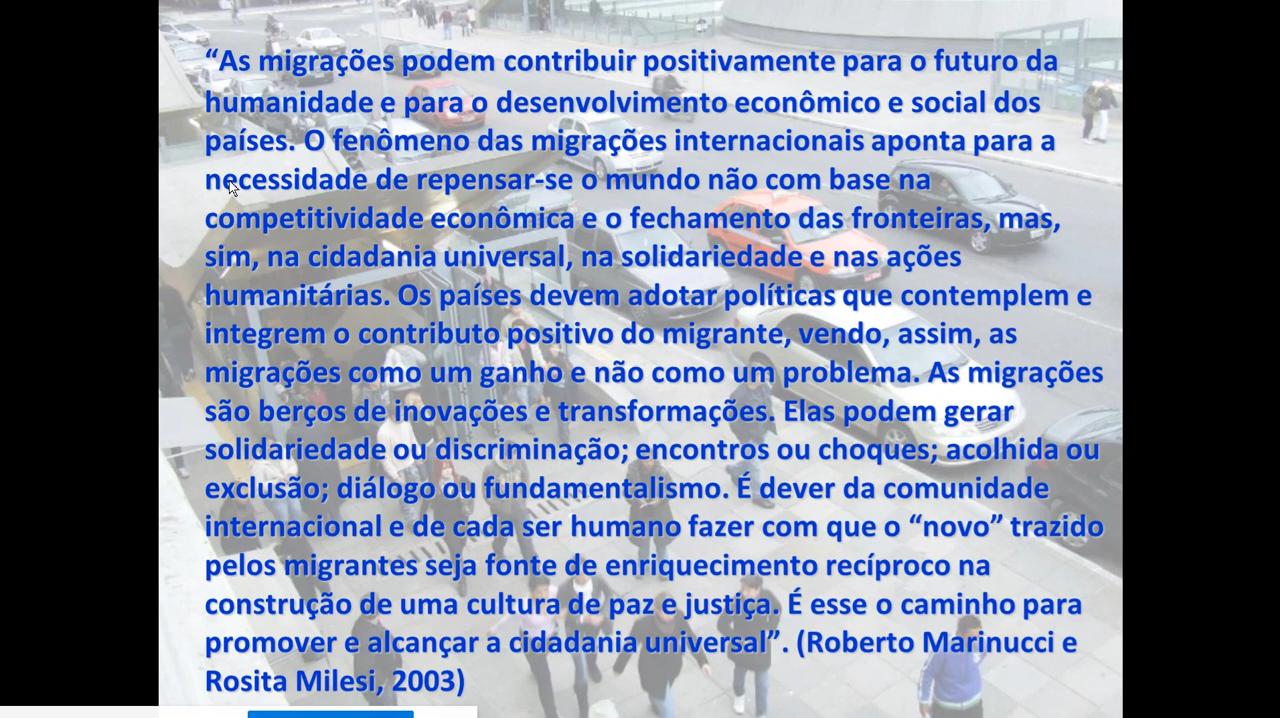 “As migrações podem contribuir positivamente para o futuro da
humanidade e para o desenvolvimento econômico e social dos
países. O fenômeno das migrações internacionais aponta para a
necessidade de repensar-se o mundo não com base na
competitividade econômica e o fechamento das fronteiras, mas,
sim, na cidadania universal, na solidariedade e nas ações
humanitárias. Os países devem adotar políticas que contemplem e
integrem o contributo positivo do migrante, vendo, assim, as
migrações como um ganho e não como um problema. As migrações
são berços de inovações e transformações. Elas podem gerar
solidariedade ou discriminação; encontros ou choques; acolhida ou
exclusão; diálogo ou fundamentalismo. É dever da comunidade
internacional e de cada ser humano fazer com que o “novo” trazido
pelos migrantes seja fonte de enriquecimento recíproco na
construção de uma cultura de paz e justiça. É esse o caminho para
promover e alcançar a cidadania universal”. (Roberto Marinucci e
Rosita Milesi, 2003)